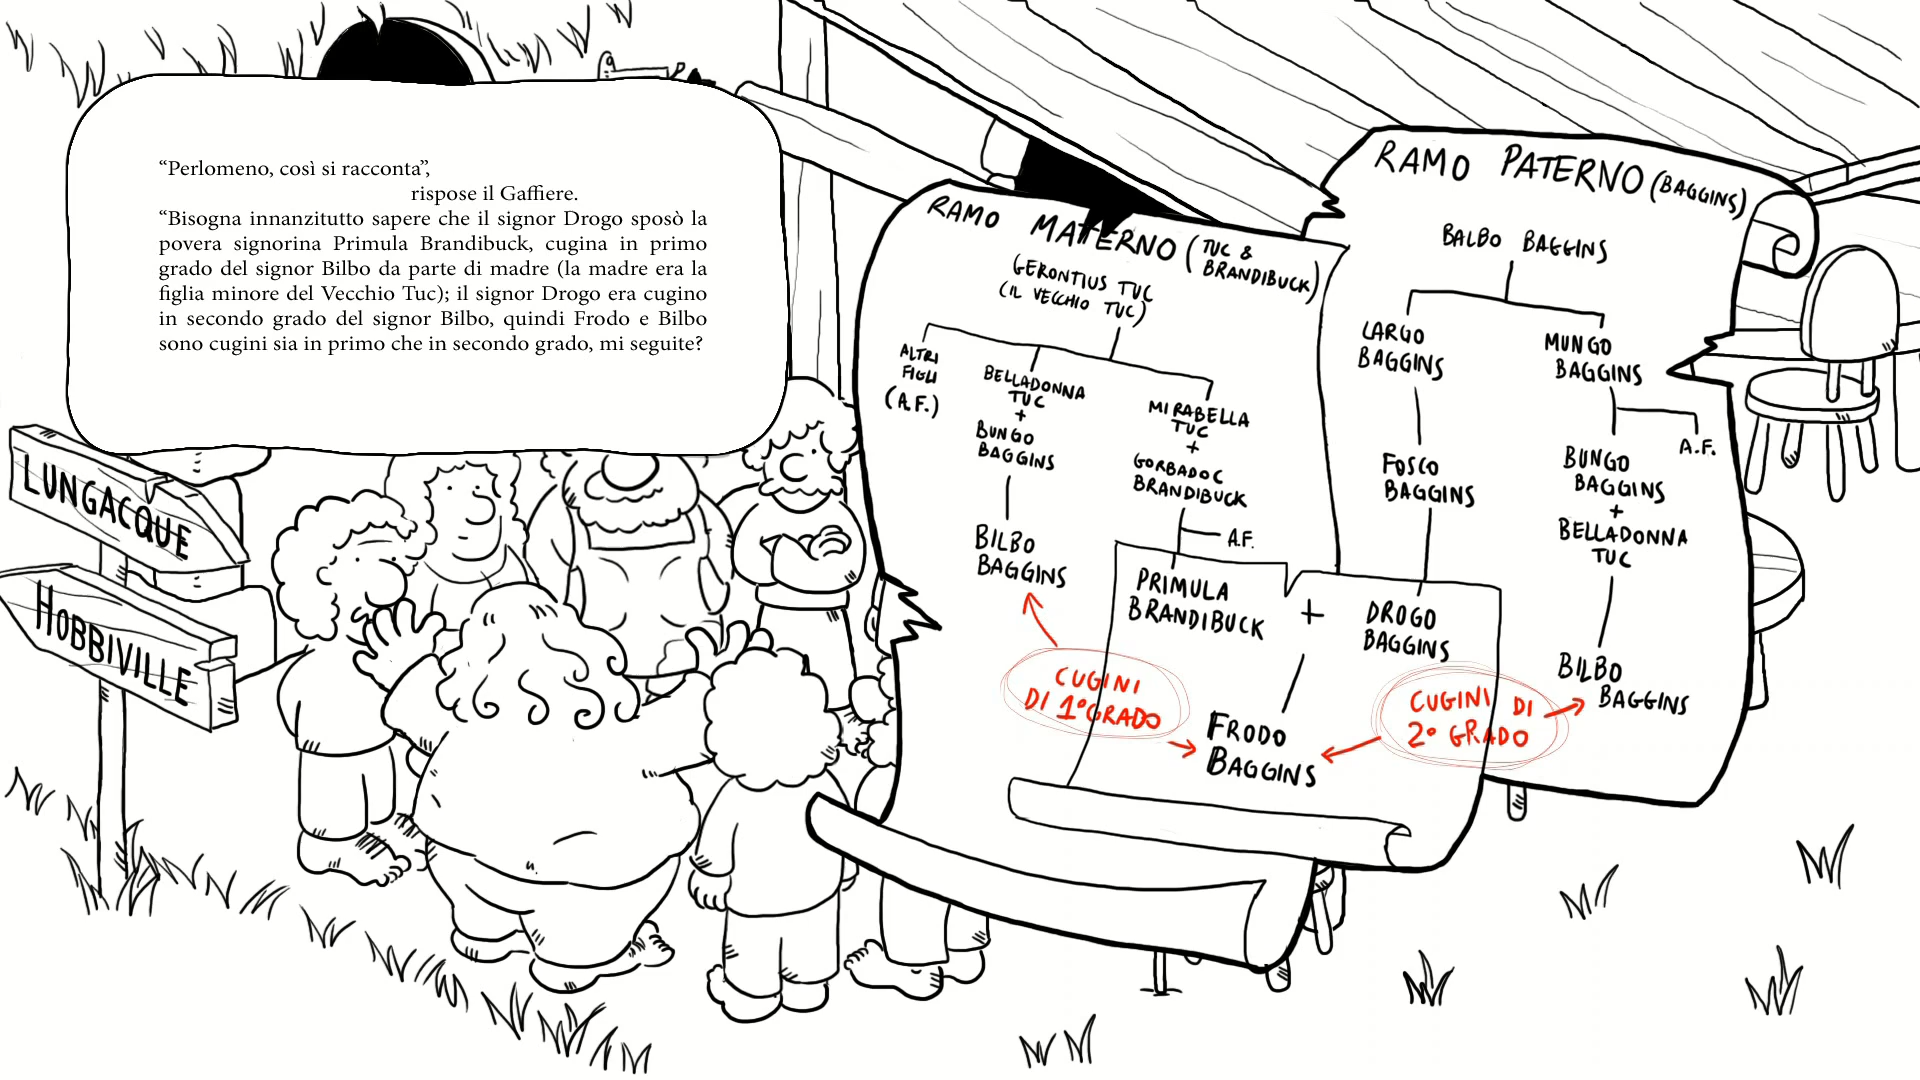 “Perlomeno, così si racconta”,
rispose il Gaffiere.
“Bisogna innanzitutto sapere che il signor Drogo sposò la
povera signorina Primula Brandibuck, cugina in primo
grado del signor Bilbo da parte di madre (la madre era la
figlia minore del Vecchio Tuc); il signor Drogo era cugino
in secondo grado del signor Bilbo, quindi Frodo e Bilbo
sono cugini sia in primo che in secondo grado, mi seguite?
LUNGACQUE
HOBBIVILLE
RAMO MATERNO (TUC &
BRANDIBUCK)
GERONTIUS TUC
(IL VECCHIO TUC)
ALTRI
FIGLI
(A.F.)
BELLADONNA
TUC
+
BUNGO
BAGGINS
BILBO
BAGGINS
MIRABELLA
TUC
+
GORBADOC
BRANDIBUCK
A.F.
PRIMULA
BRANDIBUCK
+
DROGO
BAGGINS
FRODO
BAGGINS
CUGINI
DI 1° GRADO
CUGINI DI
2° GRADO
RAMO PATERNO (BAGGINS)
BALBO BAGGINS
LARGO
BAGGINS
FOSCO
BAGGINS
MUNGO
BAGGINS
A.F.
BUNGO
BAGGINS
+
BELLADONNA
TUC
BILBO
BAGGINS